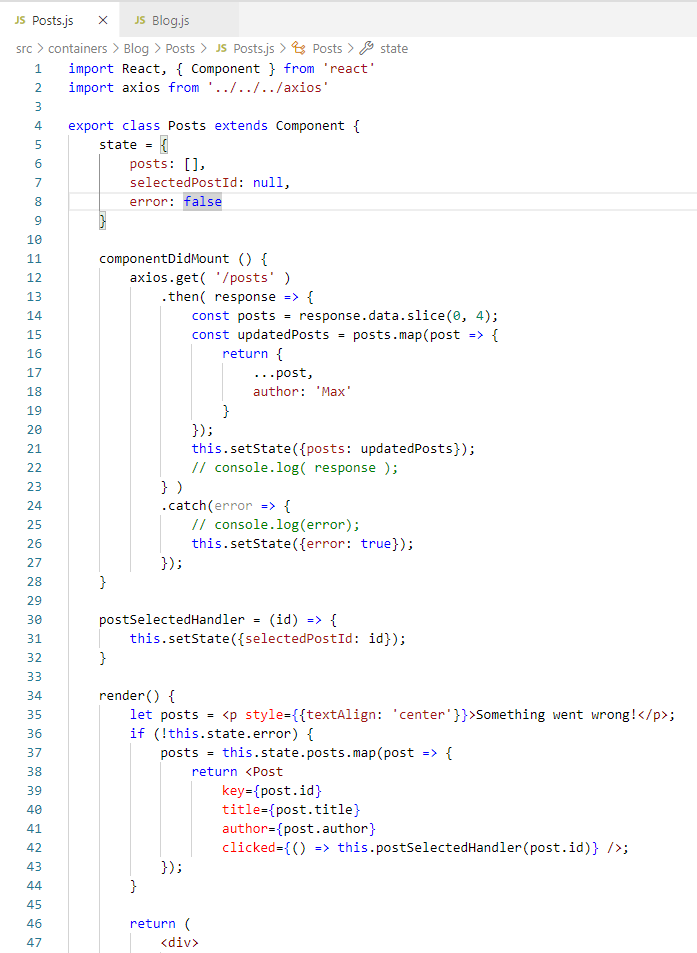 JS Posts.js × JS Blog.js
src > containers > Blog > Posts > JS Posts.js > Posts > state
1 import React, { Component } from 'react'
2 import axios from '../../../axios'
3
4 export class Posts extends Component {
5     state = {
6         posts: [],
7         selectedPostId: null,
8         error: false
9     }
10
11     componentDidMount () {
12         axios.get( '/posts' )
13             .then( response => {
14                 const posts = response.data.slice(0, 4);
15                 const updatedPosts = posts.map(post => {
16                     return {
17                         ...post,
18                         author: 'Max'
19                     }
20                 });
21                 this.setState({posts: updatedPosts});
22                 // console.log( response );
23             } )
24             .catch(error => {
25                 // console.log(error);
26                 this.setState({error: true});
27             });
28     }
29
30     postSelectedHandler = (id) => {
31         this.setState({selectedPostId: id});
32     }
33
34     render() {
35         let posts = <p style={{textAlign: 'center'}}>Something went wrong!</p>;
36         if (!this.state.error) {
37             posts = this.state.posts.map(post => {
38                 return <Post
39                     key={post.id}
40                     title={post.title}
41                     author={post.author}
42                     clicked={() => this.postSelectedHandler(post.id)} />;
43             });
44         }
45
46         return (
47             <div>